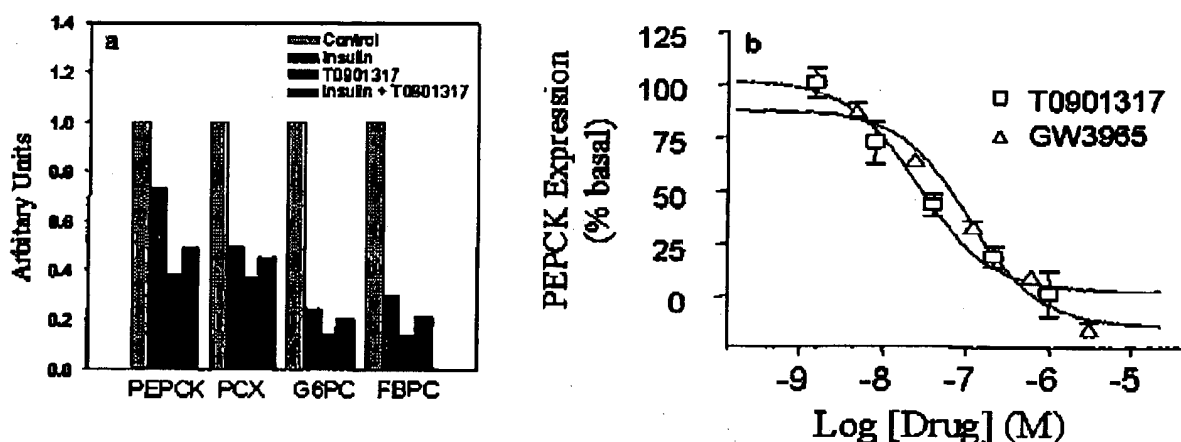 a
Control
Insulin
T0901317
Insulin + T0901317
Arbitary Units
1.4
1.2
1.0
0.8
0.6
0.4
0.2
0.0
PEPCK PCX G6PC FBPC
b
PEPCK Expression
(% basal)
125
100
75
50
25
0
T0901317
GW3965
-9 -8 -7 -6 -5
Log [Drug] (M)